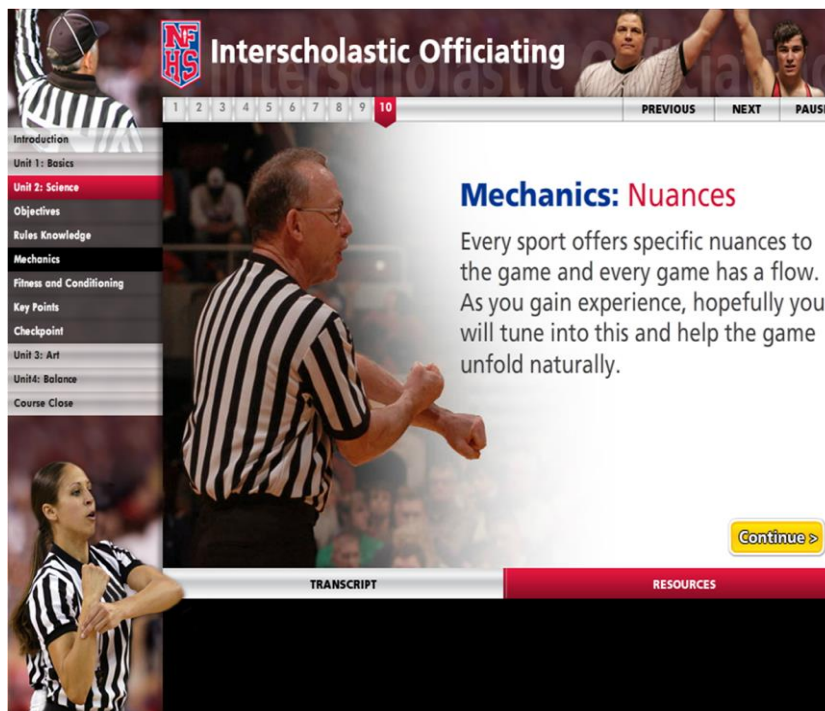 NF
HS
Interscholastic Officiating
1 2 3 4 5 6 7 8 9 10
PREVIOUS NEXT PAUSE
Introduction
Unit 1: Basics
Unit 2: Science
Objectives
Rules Knowledge
Mechanics
Fitness and Conditioning
Key Points
Checkpoint
Unit 3: Art
Unit4: Balance
Course Close
Mechanics: Nuances
Every sport offers specific nuances to
the game and every game has a flow.
As you gain experience, hopefully you
will tune into this and help the game
unfold naturally.
Continue >
TRANSCRIPT RESOURCES